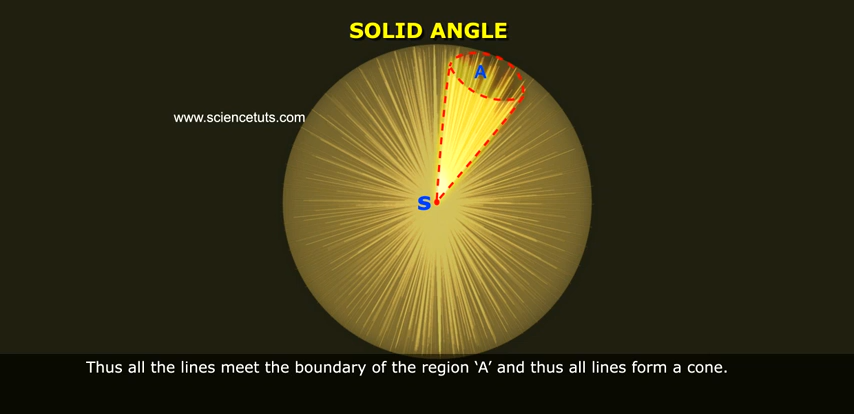 SOLID ANGLE
A
www.sciencetuts.com
S
Thus all the lines meet the boundary of the region ‘A’ and thus all lines form a cone.